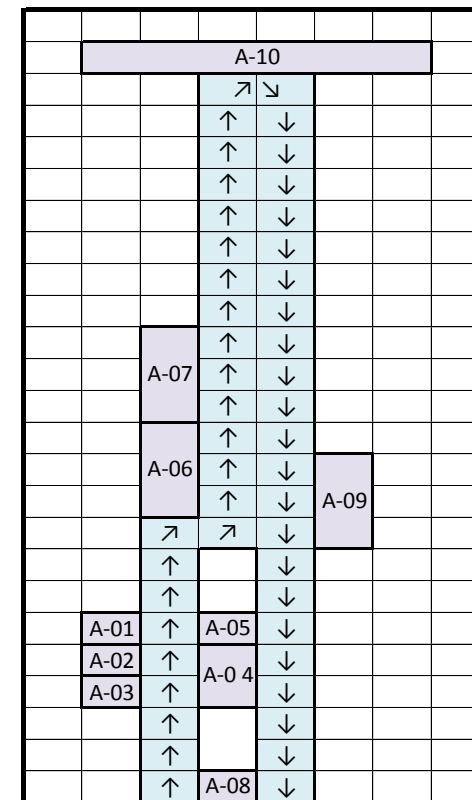 A-10
↗ ↘
↑ ↓
↑ ↓
↑ ↓
↑ ↓
↑ ↓
↑ ↓
↑ ↓
↑ ↓
A-07 ↑ ↓
↑ ↓
↑ ↓
A-06 ↑ ↓
↑ ↓
↑ ↓ A-09
↗ ↗ ↓
↑ ↓
↑ ↓
A-01 ↑ A-05 ↓
A-02 ↑ A-0 4 ↓
A-03 ↑ ↓
↑ ↓
↑ ↓
↑ A-08 ↓